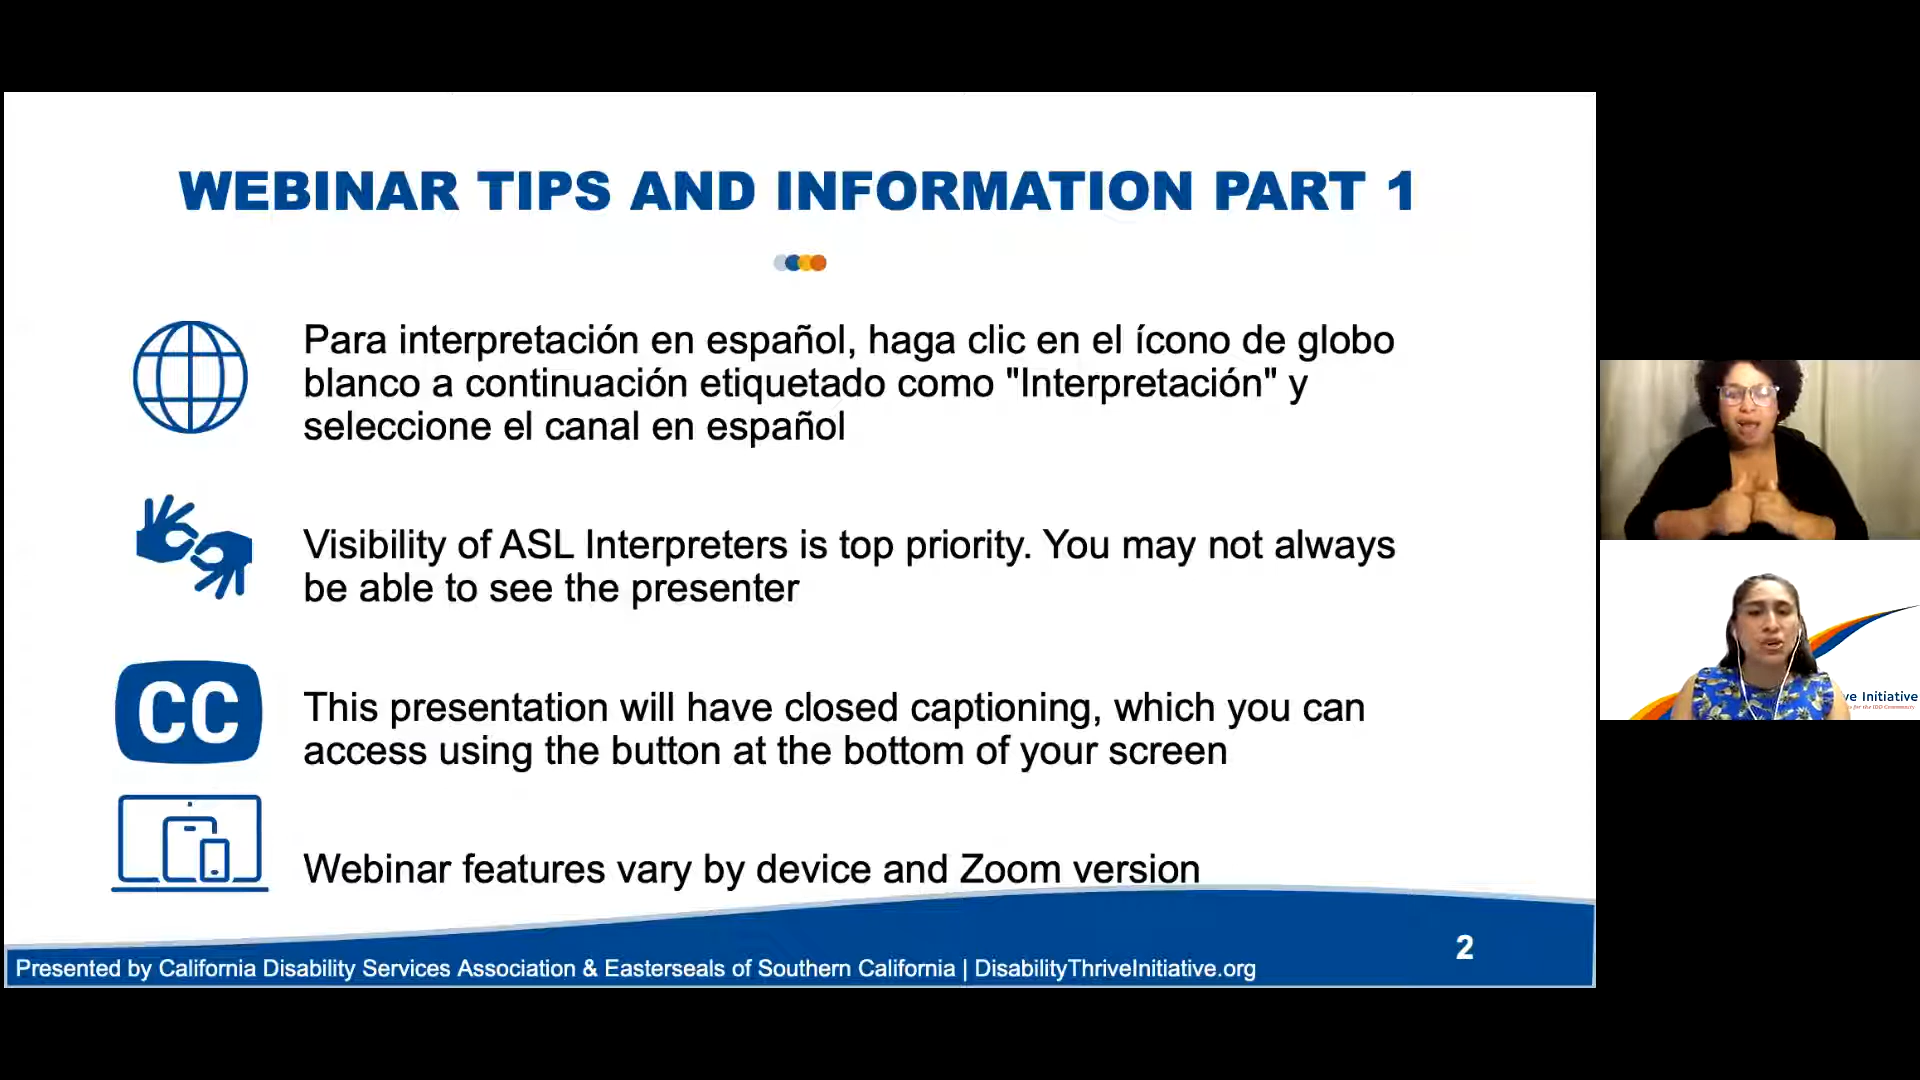 WEBINAR TIPS AND INFORMATION PART 1
Para interpretación en español, haga clic en el ícono de globo
blanco a continuación etiquetado como "Interpretación" y
seleccione el canal en español
Visibility of ASL Interpreters is top priority. You may not always
be able to see the presenter
CC
This presentation will have closed captioning, which you can
access using the button at the bottom of your screen
Webinar features vary by device and Zoom version
2
Presented by California Disability Services Association & Easterseals of Southern California | DisabilityThriveInitiative.org
ve Initiative
for the IDD Community